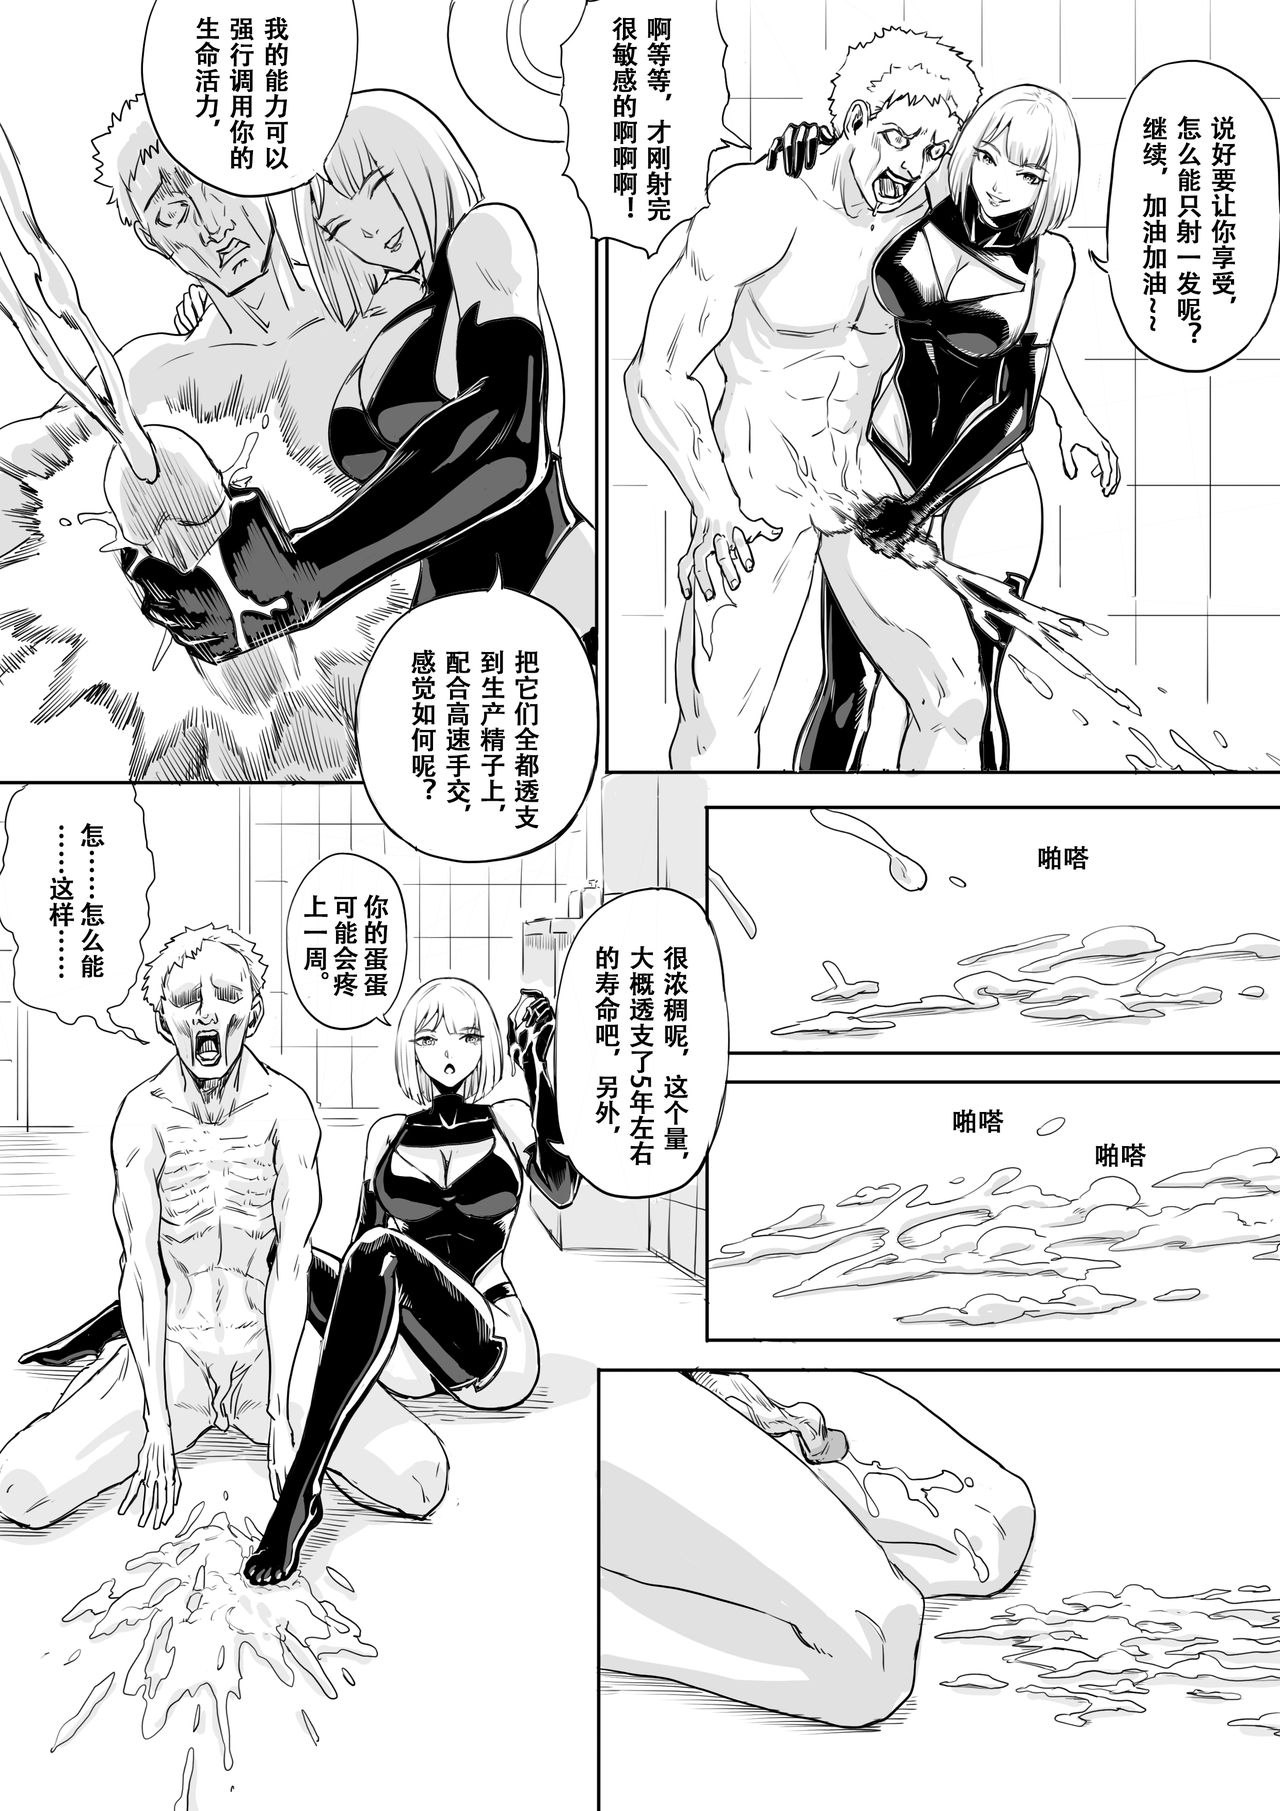 说好要让你享受，
怎么能只射一发呢？
继续，加油加油~~
啊等等，才刚射完
很敏感的啊啊啊！
我的能力可以
强行调用你的
生命活力，
把它们全都透支
到生产精子上，
配合高速手交，
感觉如何呢？
啪嗒
啪嗒
啪嗒
很浓稠呢，这个量，
大概透支了5年左右
的寿命吧，另外，
你的蛋蛋
可能会疼
上一周。
怎……怎么能
……这样……